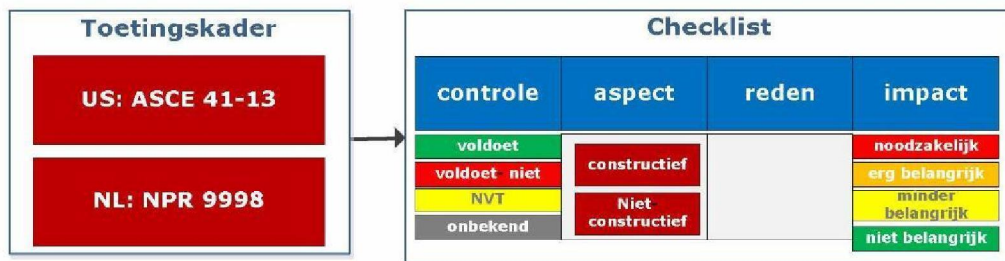 Toetingskader
US: ASCE 41-13
NL: NPR 9998
Checklist
controle aspect reden impact
voldoet
voldoet niet
NVT
onbekend
constructief
Niet
constructief
noodzakelijk
erg belangrijk
minder
belangrijk
niet belangrijk